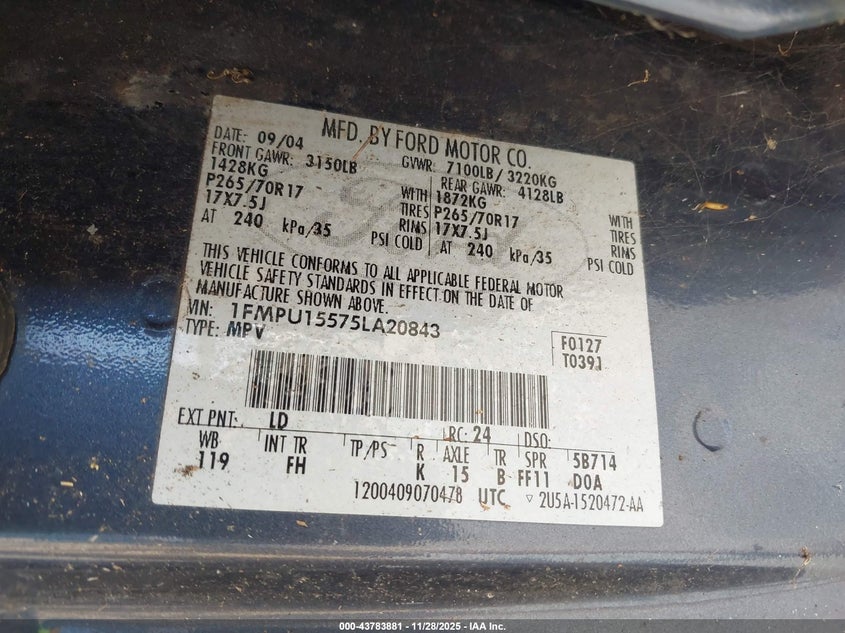 MFD. BY FORD MOTOR CO.
DATE: 09/04 GVWR: 7100LB/ 3220KG
FRONT GAWR: 3150LB REAR GAWR: 4128LB
1428KG WITH 1872KG WITH
P265/70R17 TIRES P265/70R17 TIRES
17X7.5J RIMS 17X7.5J RIMS
AT 240 kPa/35 PSI COLD AT 240 kPa/35 PSI COLD
THIS VEHICLE CONFORMS TO ALL APPLICABLE FEDERAL MOTOR
VEHICLE SAFETY STANDARDS IN EFFECT ON THE DATE OF
MANUFACTURE SHOWN ABOVE.
VIN: 1FMPU15575LA20843
TYPE: MPV
F0127
T0391
EXT PNT: LD RC: 24 DSO:
WB INT TR TP/PS R AXLE TR SPR 5B714
119 FH K 15 B FF11 DOA
1200409070478 UTC ▽ 2U5A-1520472-AA
000-43783881 - 11/28/2025 - IAA Inc.